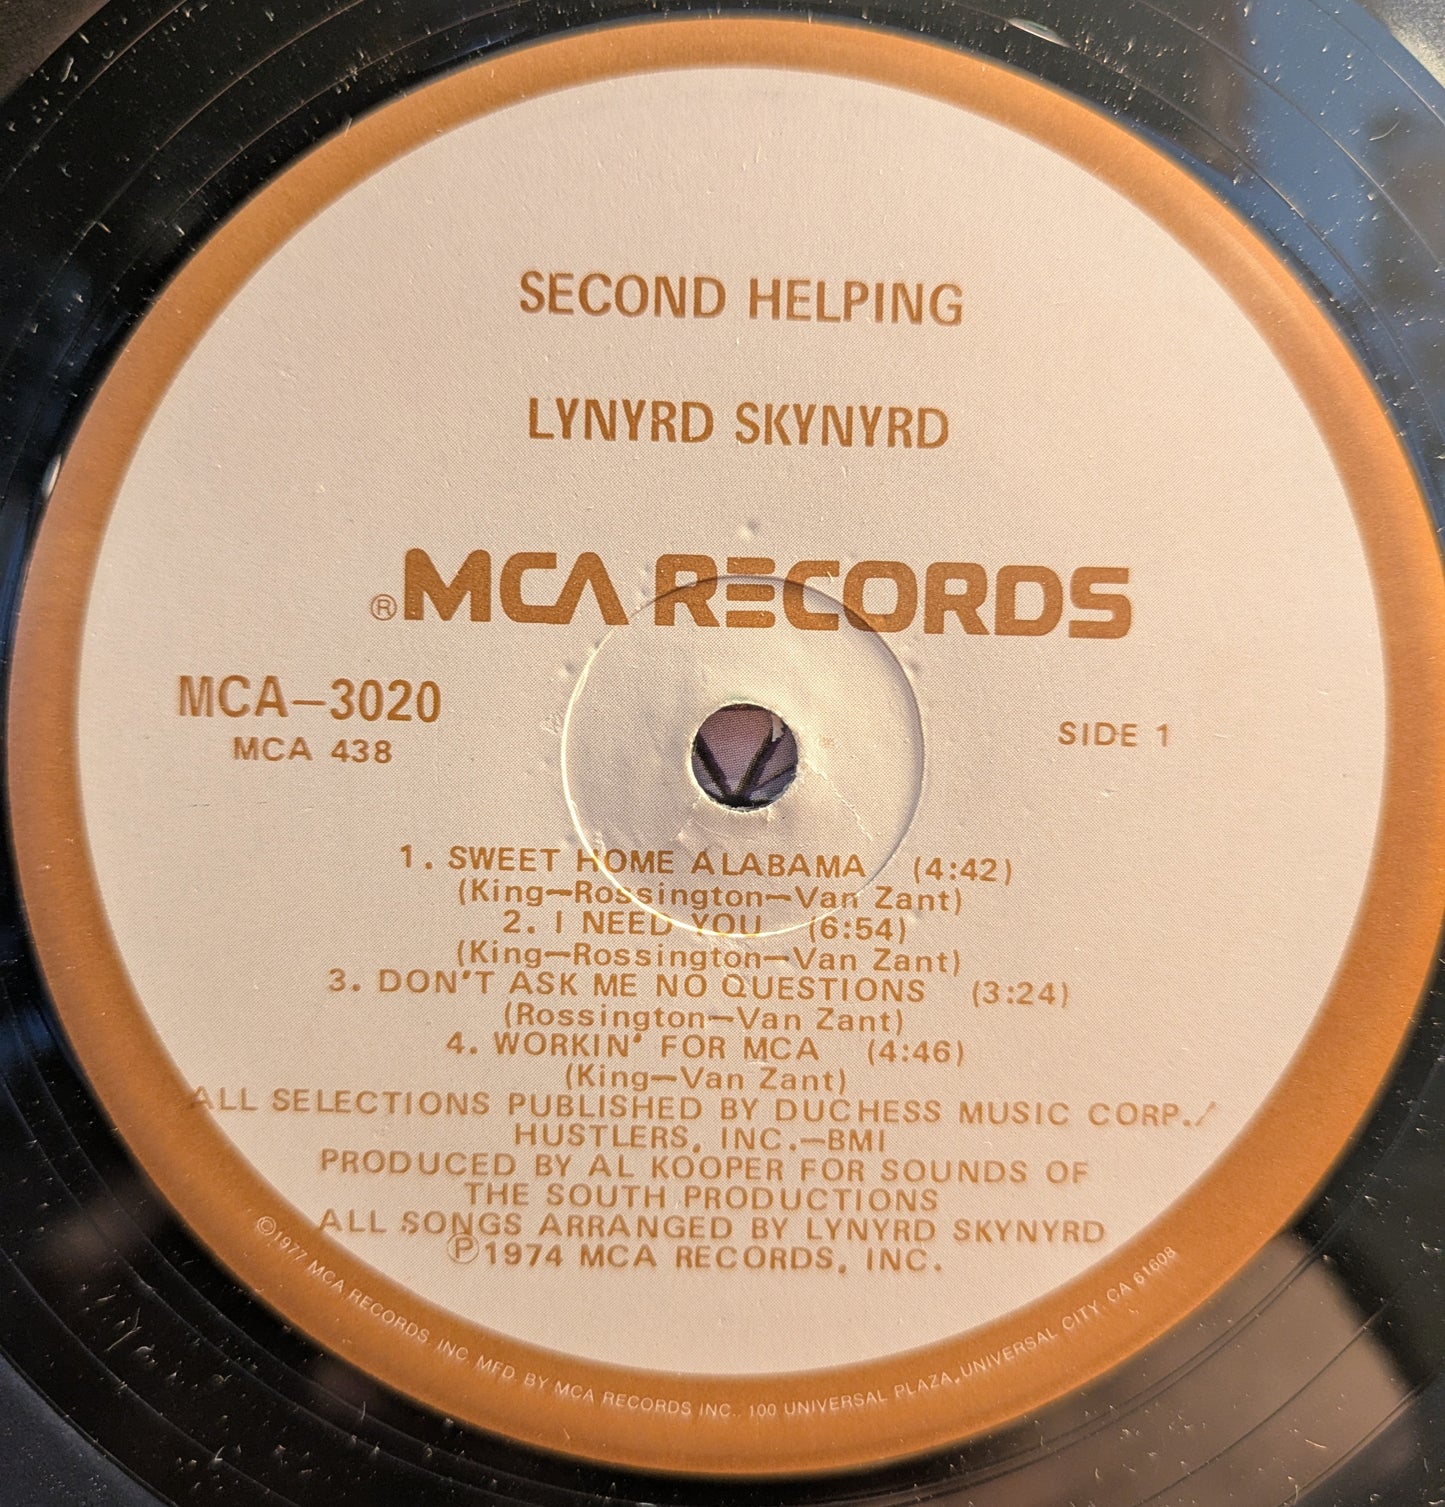 SECOND HELPING
LYNYRD SKYNYRD
®MCA RECORDS
MCA—3020
MCA 438
SIDE 1
1. SWEET HOME ALABAMA (4:42)
(King—Rossington—Van Zant)
2. I NEED YOU (6:54)
(King—Rossington—Van Zant)
3. DON'T ASK ME NO QUESTIONS (3:24)
(Rossington—Van Zant)
4. WORKIN' FOR MCA (4:46)
(King—Van Zant)
ALL SELECTIONS PUBLISHED BY DUCHESS MUSIC CORP./
HUSTLERS, INC.—BMI
PRODUCED BY AL KOOPER FOR SOUNDS OF
THE SOUTH PRODUCTIONS
ALL SONGS ARRANGED BY LYNYRD SKYNYRD
℗ 1974 MCA RECORDS, INC.
©1977 MCA RECORDS, INC. MFD. BY MCA RECORDS INC., 100 UNIVERSAL PLAZA, UNIVERSAL CITY, CA 61608